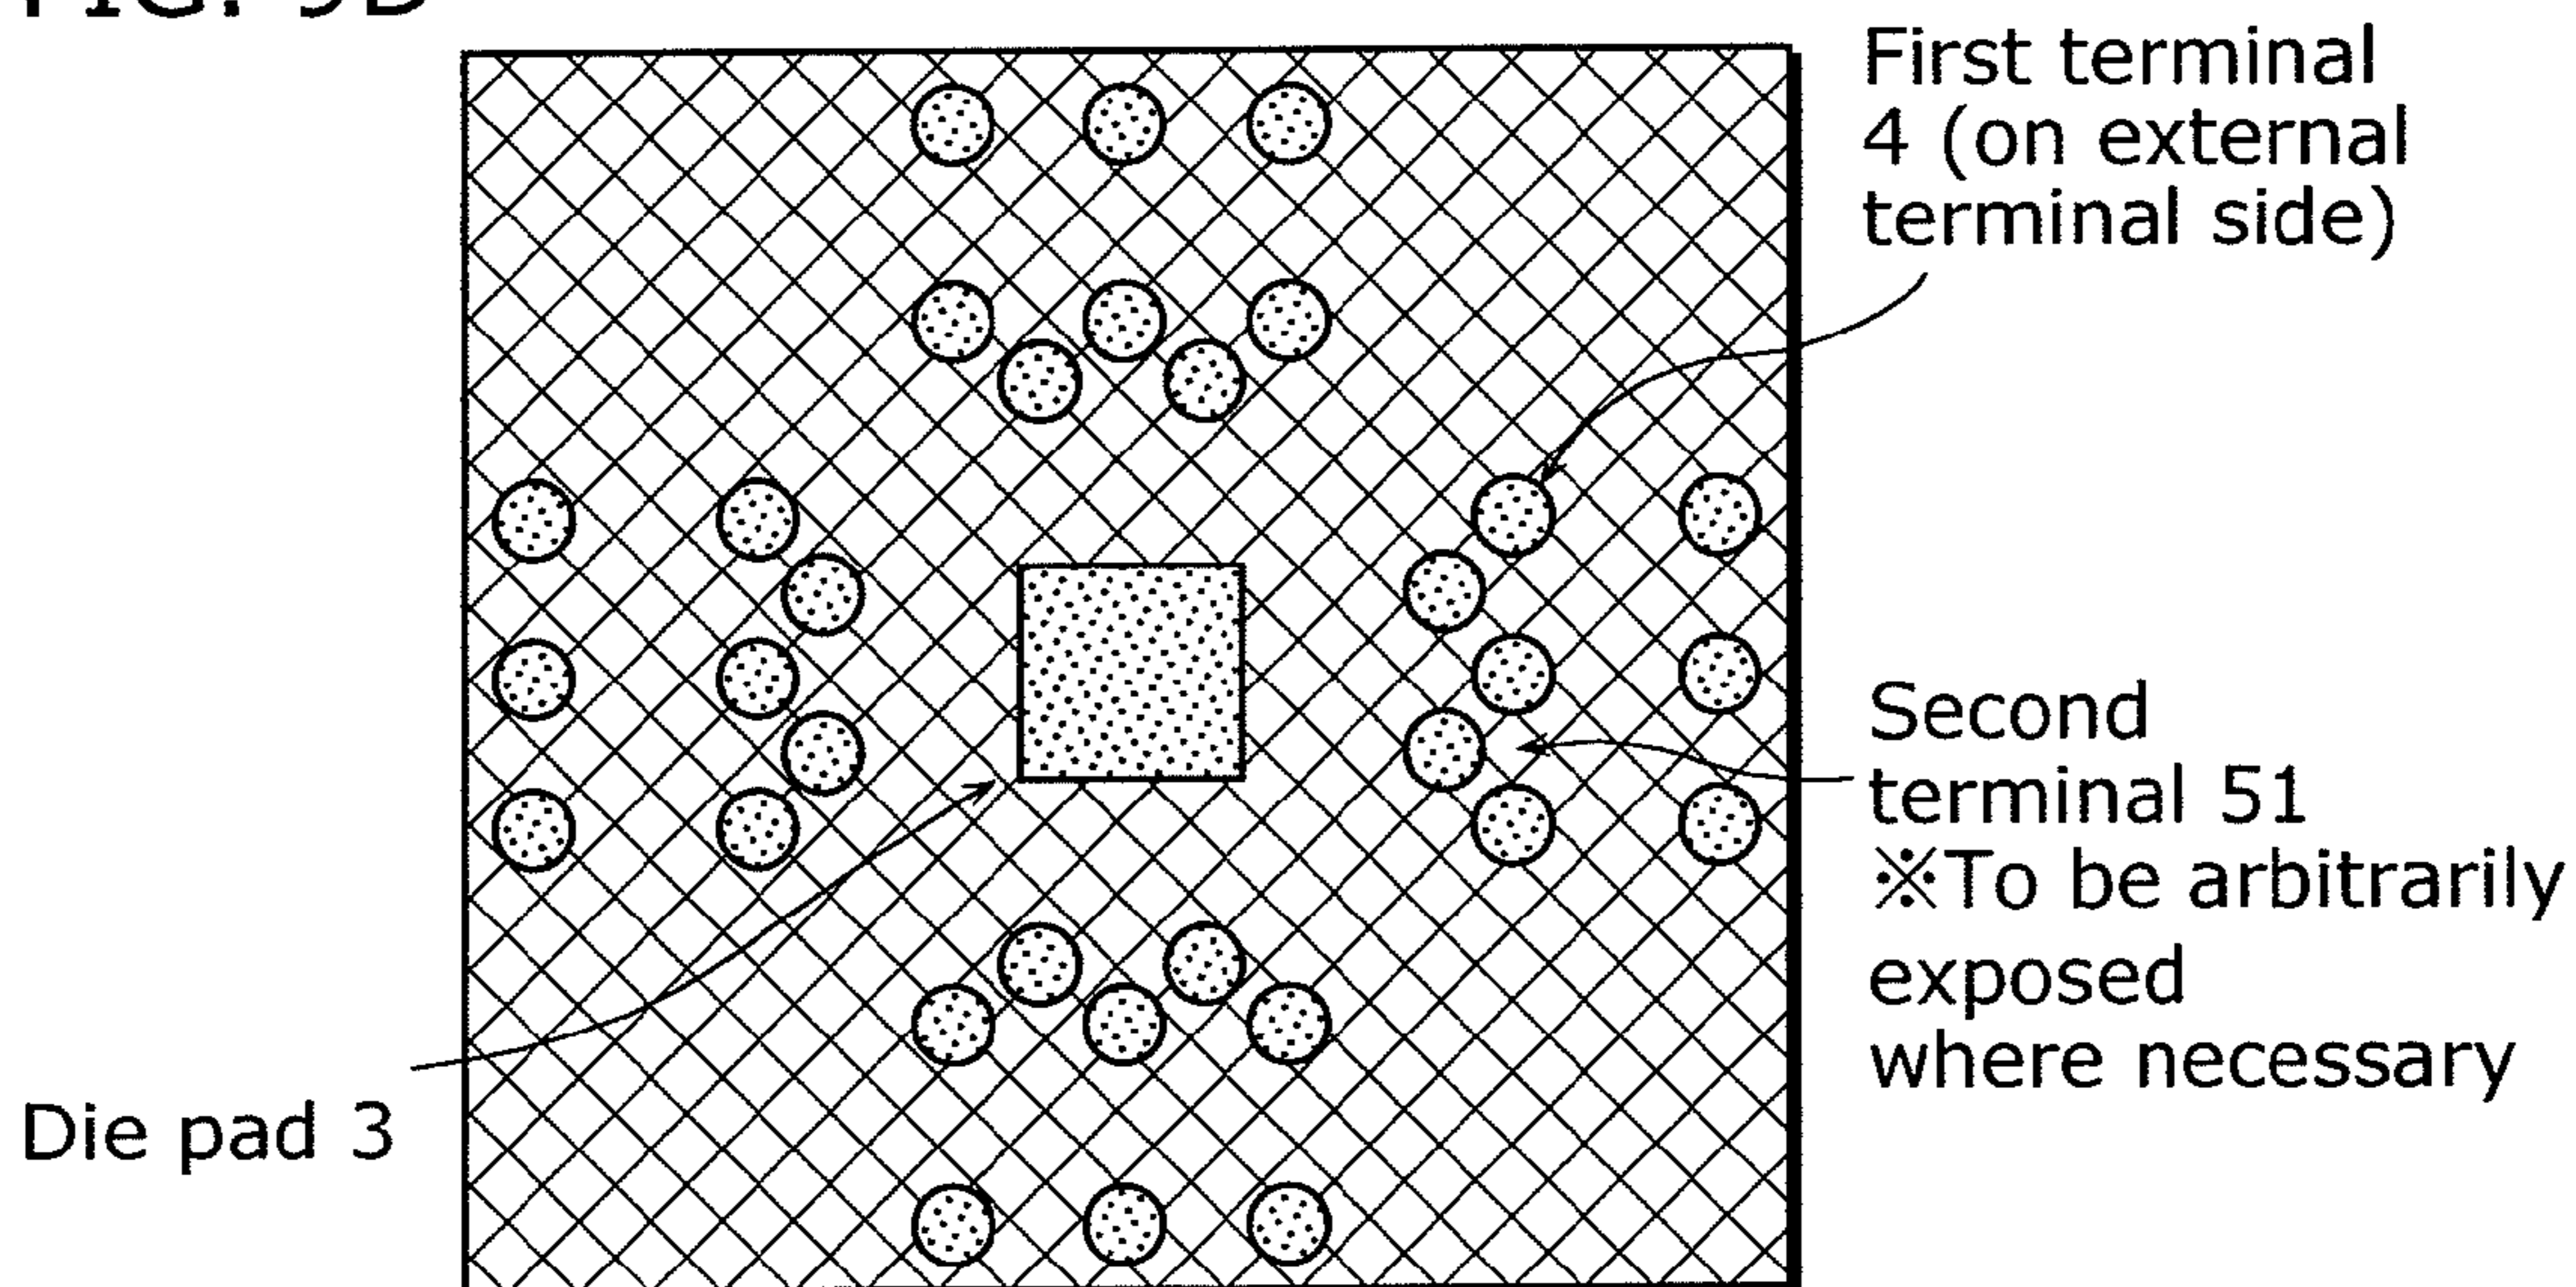 First terminal
4 (on external
terminal side)
Second
terminal 51
※To be arbitrarily
exposed
where necessary
Die pad 3